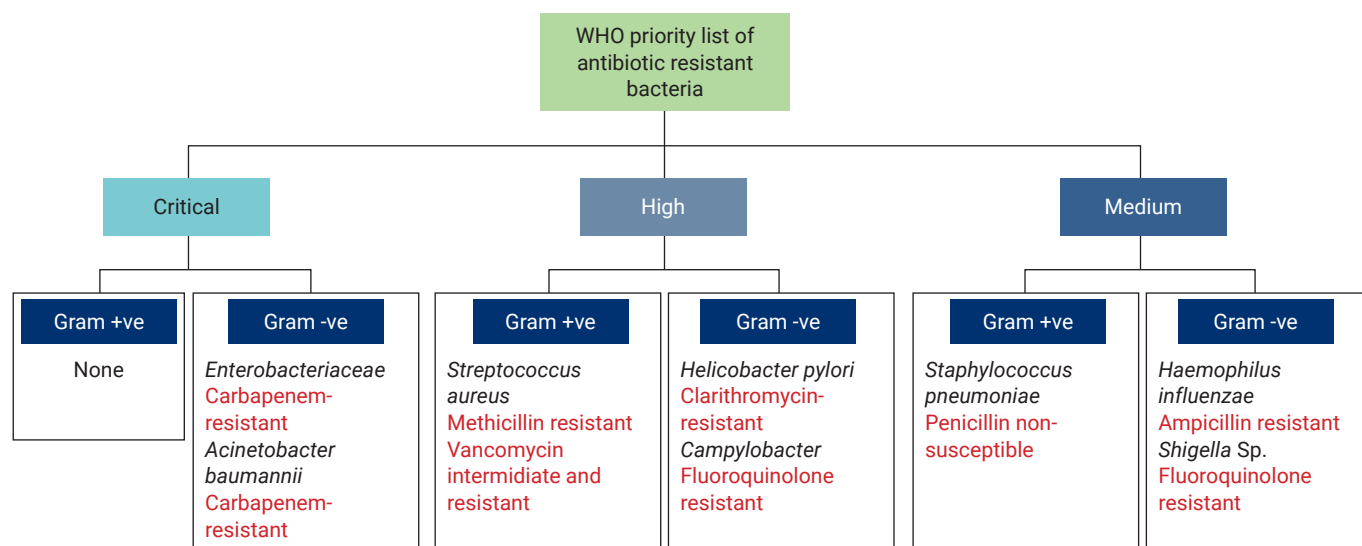 WHO priority list of
antibiotic resistant
bacteria
Critical
High
Medium
Gram +ve
None
Gram -ve
Enterobacteriaceae
Carbapenem-
resistant
Acinetobacter
baumannii
Carbapenem-
resistant
Gram +ve
Streptococcus
aureus
Methicillin resistant
Vancomycin
intermidiate and
resistant
Gram -ve
Helicobacter pylori
Clarithromycin-
resistant
Campylobacter
Fluoroquinolone
resistant
Gram +ve
Staphylococcus
pneumoniae
Penicillin non-
susceptible
Gram -ve
Haemophilus
influenzae
Ampicillin resistant
Shigella Sp.
Fluoroquinolone
resistant